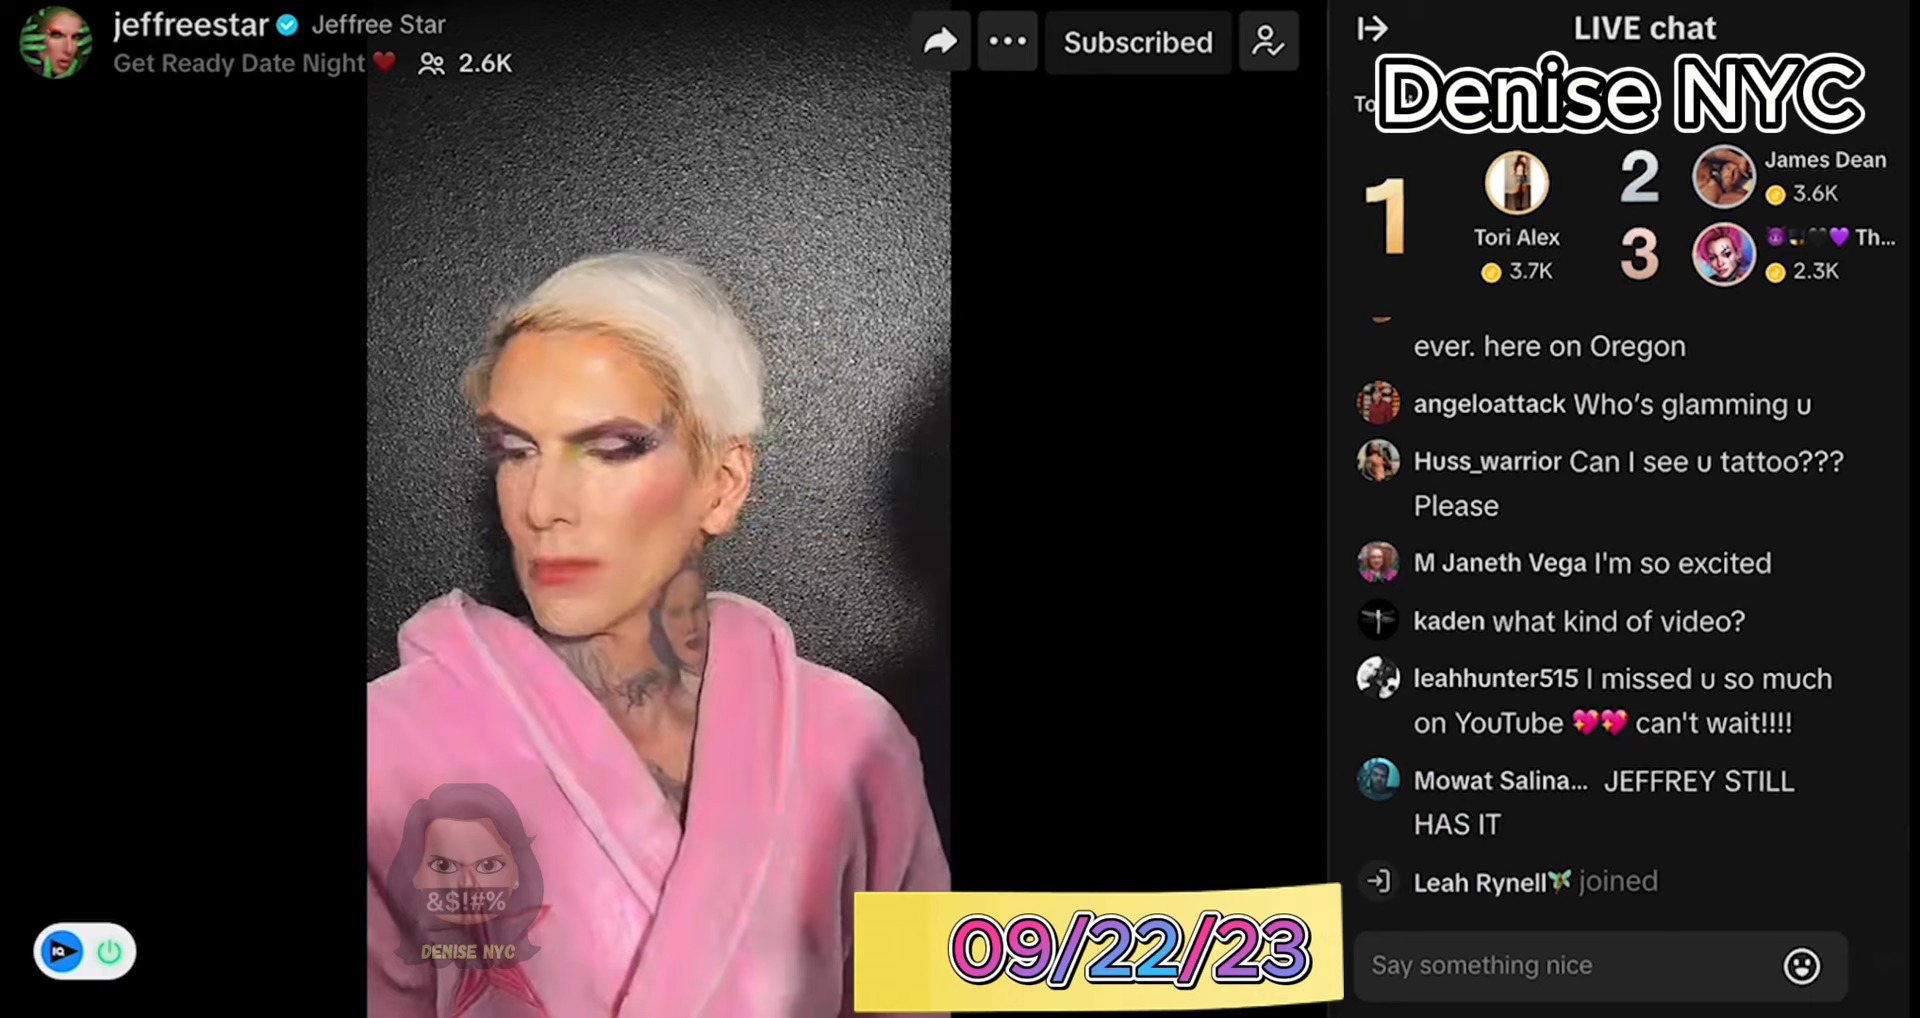 jeffreestar Jeffree Star
Get Ready Date Night ❤️ 2.6K
Subscribed
LIVE chat
Denise NYC
1
Tori Alex
3.7K
2
James Dean
3.6K
3
😈🖤💜 Th...
2.3K
ever. here on Oregon
angeloattack Who’s glamming u
Huss_warrior Can I see u tattoo???
Please
M Janeth Vega I'm so excited
kaden what kind of video?
leahhunter515 I missed u so much
on YouTube 💖💖 can't wait!!!!
Mowat Salina... JEFFREY STILL
HAS IT
Leah Rynell joined
Say something nice
&$!#%
DENISE NYC
09/22/23
IQ